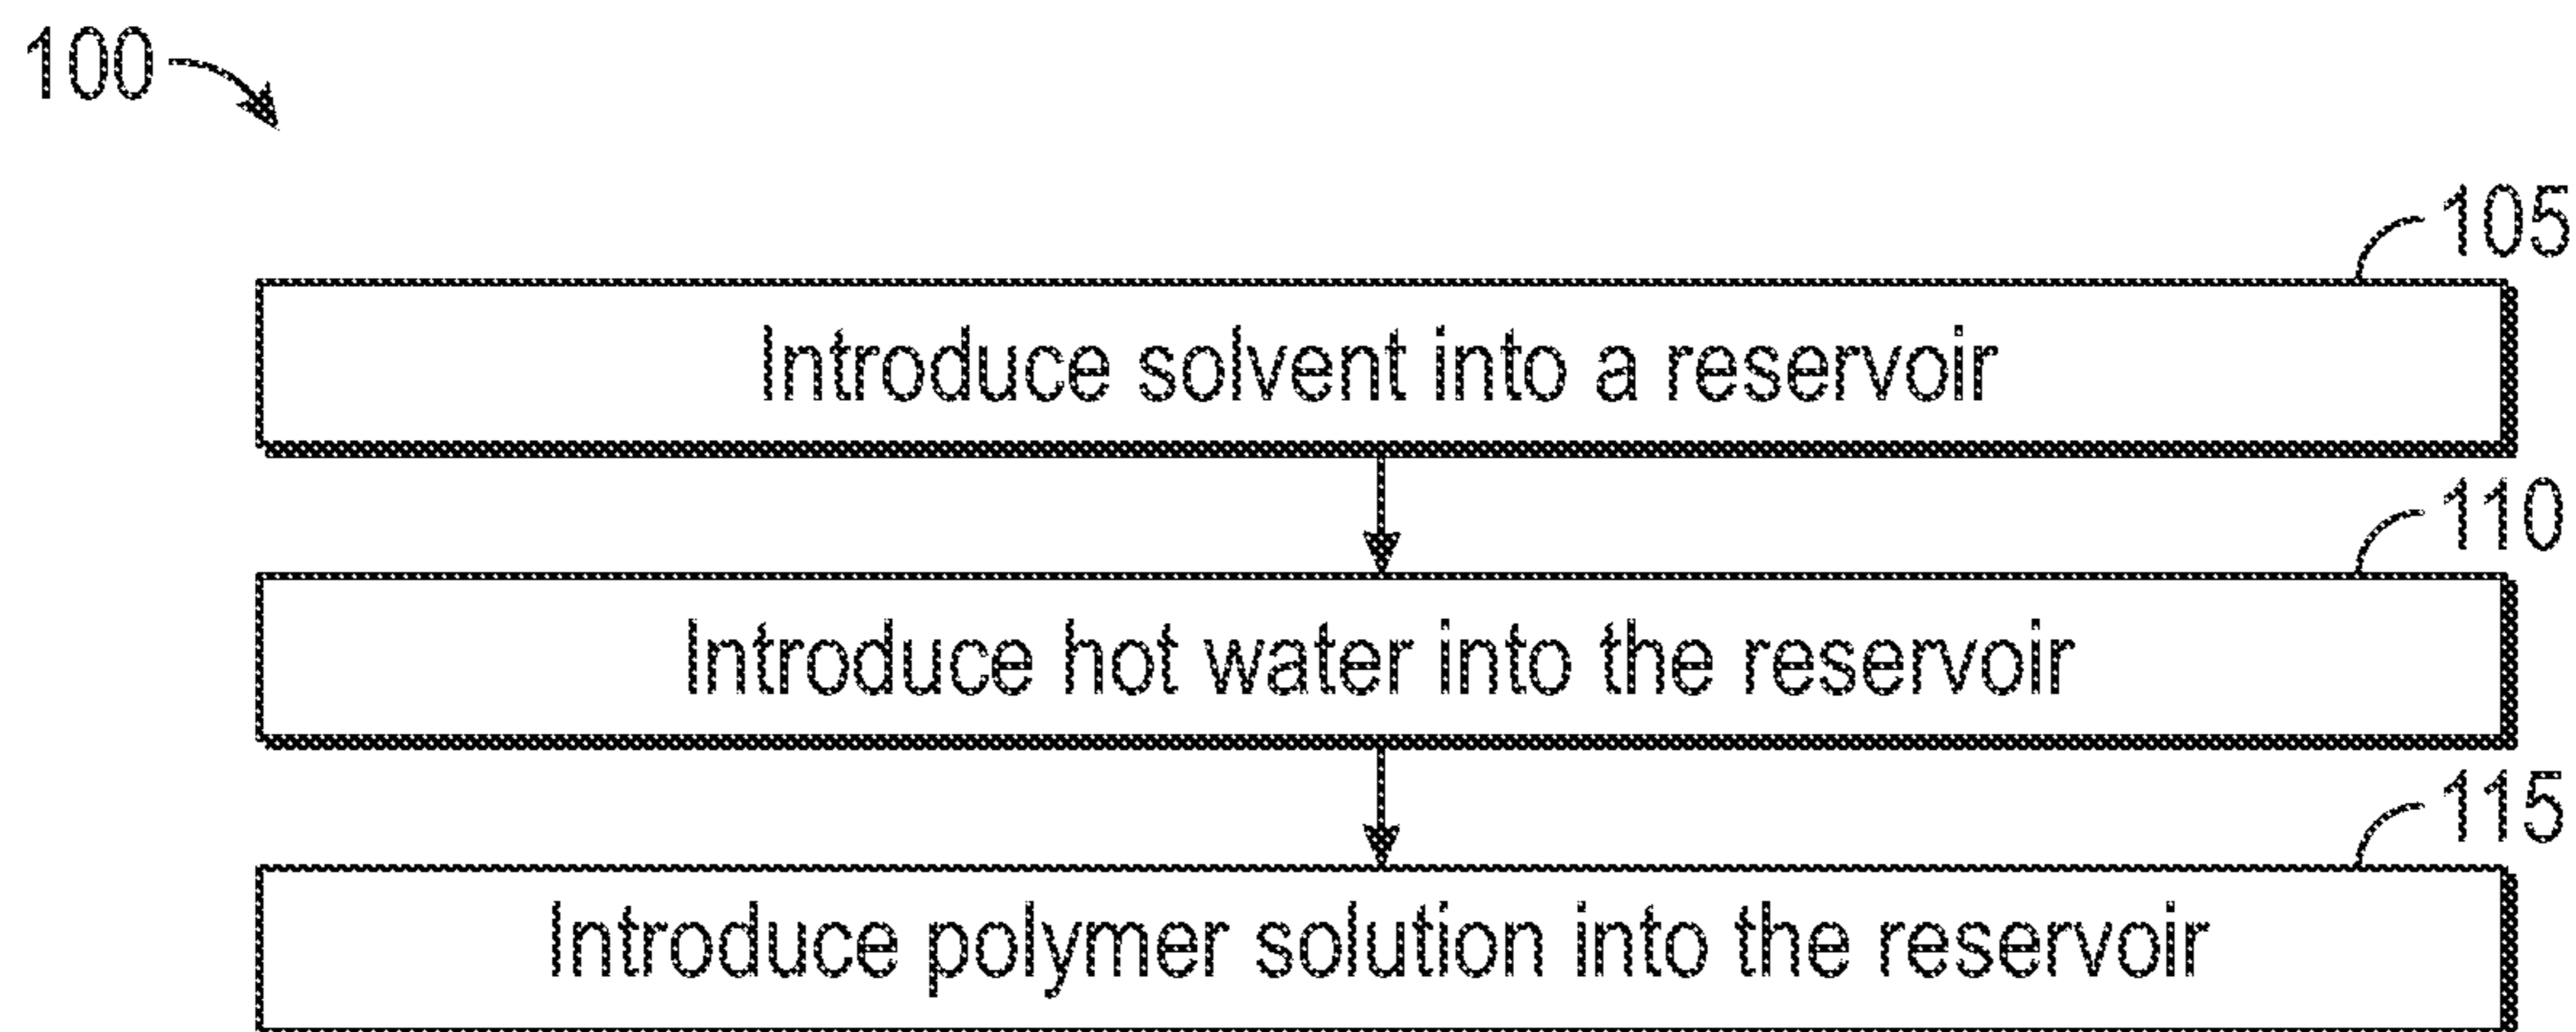 100
105
Introduce solvent into a reservoir
110
Introduce hot water into the reservoir
115
Introduce polymer solution into the reservoir